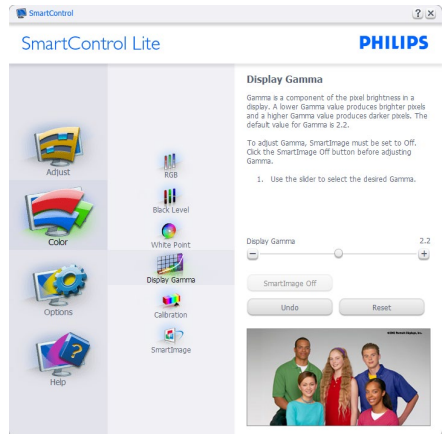 SmartControl
SmartControl Lite
PHILIPS
Adjust
Color
Options
Help
RGB
Black Level
White Point
Display Gamma
Calibration
SmartImage
Display Gamma
Gamma is a component of the pixel brightness in a
display. A lower Gamma value produces brighter pixels
and a higher Gamma value produces darker pixels. The
default value for Gamma is 2.2.
To adjust Gamma, SmartImage must be set to Off.
Click the SmartImage Off button before adjusting
Gamma.
1. Use the slider to select the desired Gamma.
Display Gamma 2.2
SmartImage Off
Undo Reset